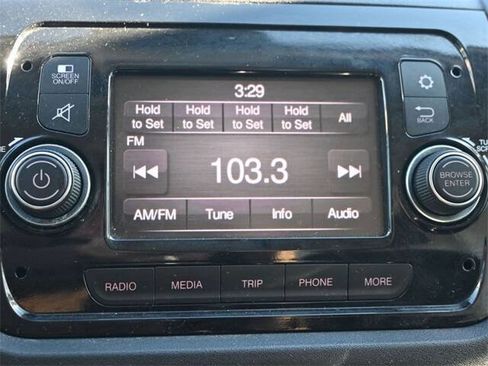 SCREEN
ON/OFF
3:29
Hold
to Set
Hold
to Set
Hold
to Set
Hold
to Set
All
FM
103.3
AM/FM Tune Info Audio
BACK
BROWSE
ENTER
RADIO MEDIA TRIP PHONE MORE